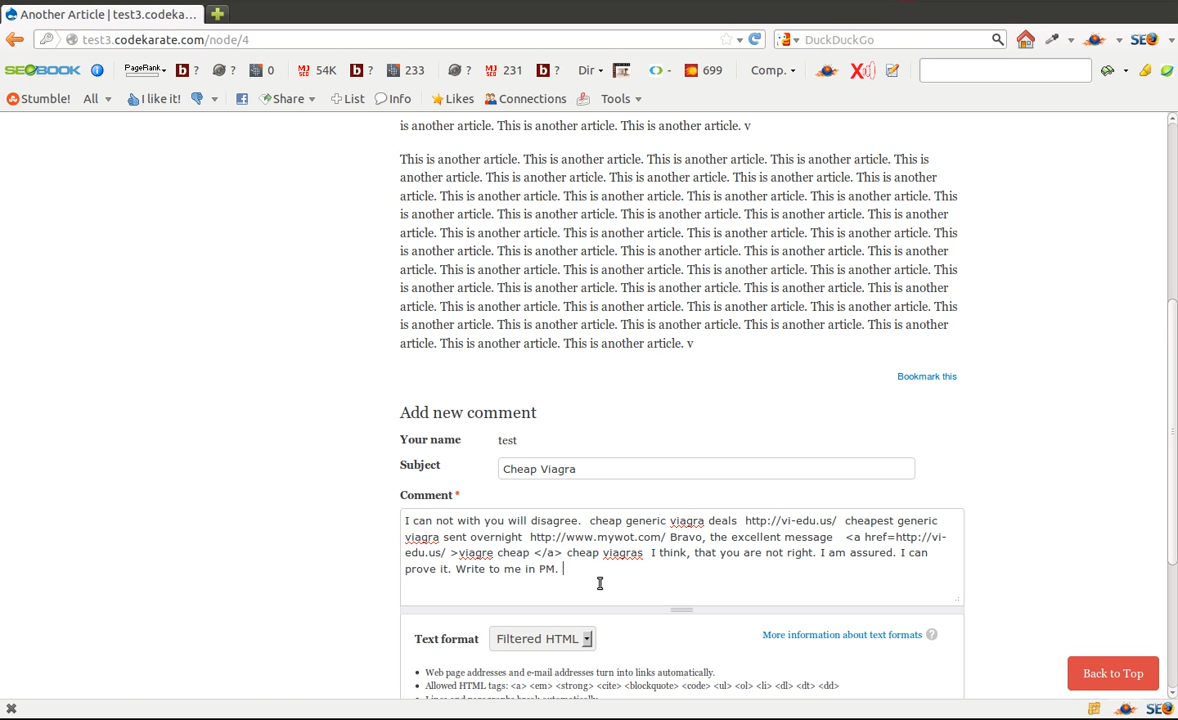 Another Article | test3.codeka...
test3.codekarate.com/node/4
DuckDuckGo
SEO
SEOBOOK PageRank ? ? 0 54K ? 233 ? 231 ? Dir 699 Comp. X
Stumble! All I like it! Share List Info Likes Connections Tools
is another article. This is another article. This is another article. v
This is another article. This is another article. This is another article. This is another article. This is
another article. This is another article. This is another article. This is another article. This is another
article. This is another article. This is another article. This is another article. This is another article. This
is another article. This is another article. This is another article. This is another article. This is another
article. This is another article. This is another article. This is another article. This is another article. This
is another article. This is another article. This is another article. This is another article. This is another
article. This is another article. This is another article. This is another article. This is another article. This
is another article. This is another article. This is another article. This is another article. This is another
article. This is another article. This is another article. This is another article. This is another article. This
is another article. This is another article. This is another article. This is another article. This is another
article. This is another article. This is another article. v
Bookmark this
Add new comment
Your name test
Subject Cheap Viagra
Comment *
I can not with you will disagree. cheap generic viagra deals http://vi-edu.us/ cheapest generic
viagra sent overnight http://www.mywot.com/ Bravo, the excellent message <a href=http://vi-
edu.us/ >viagre cheap </a> cheap viagras I think, that you are not right. I am assured. I can
prove it. Write to me in PM.
Text format Filtered HTML More information about text formats ?
Web page addresses and e-mail addresses turn into links automatically.
Allowed HTML tags: <a> <em> <strong> <cite> <blockquote> <code> <ul> <ol> <li> <dl> <dt> <dd>
Back to Top
SEO